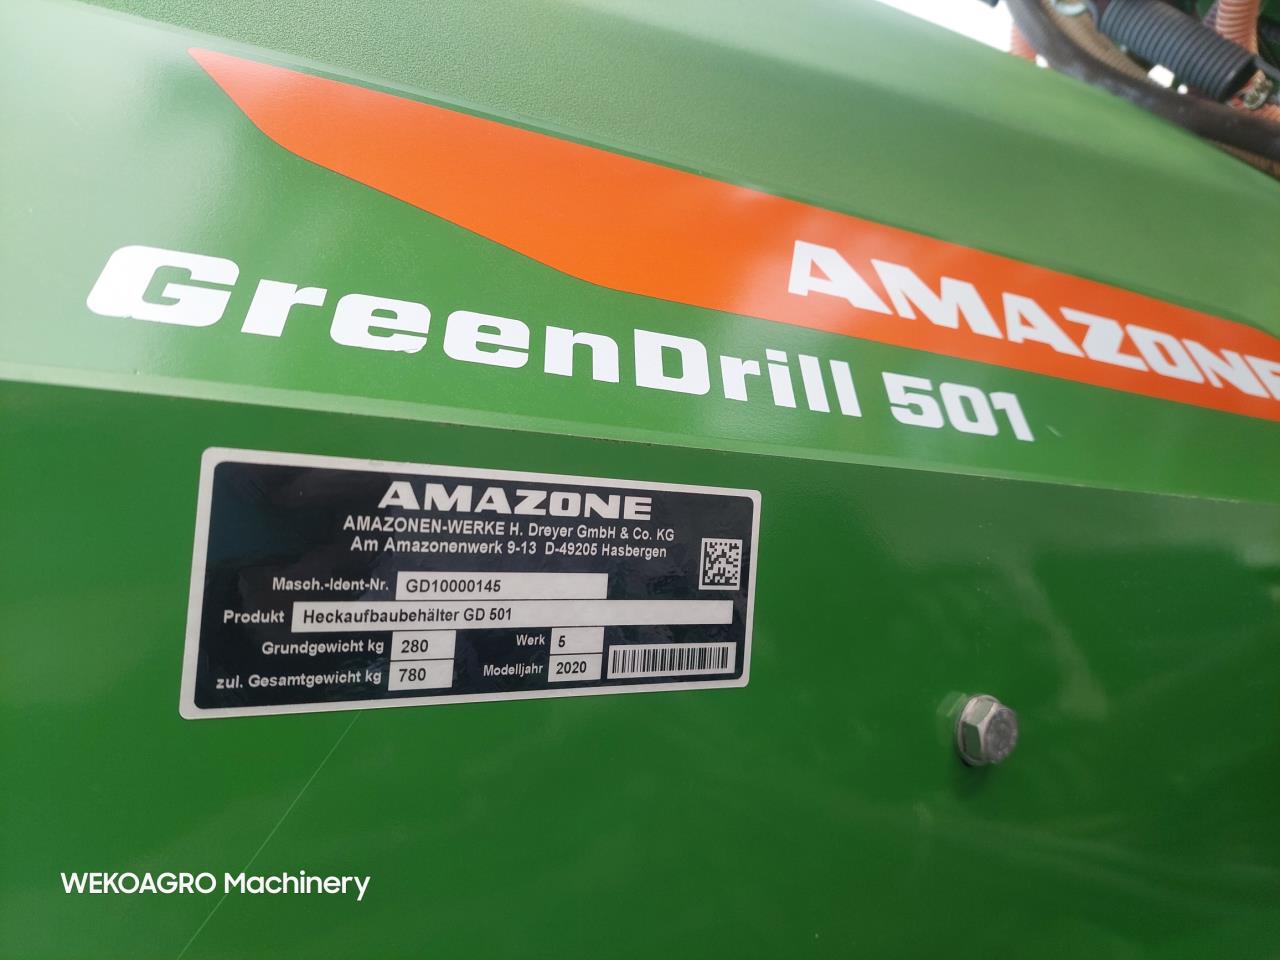 AMAZONE
GreenDrill 501
AMAZONE
AMAZONEN-WERKE H. Dreyer GmbH & Co. KG
Am Amazonenwerk 9-13 D-49205 Hasbergen
Masch.-Ident-Nr. GD10000145
Produkt Heckaufbaubehälter GD 501
Grundgewicht kg 280 Werk 5
zul. Gesamtgewicht kg 780 Modelljahr 2020
WEKOAGRO Machinery